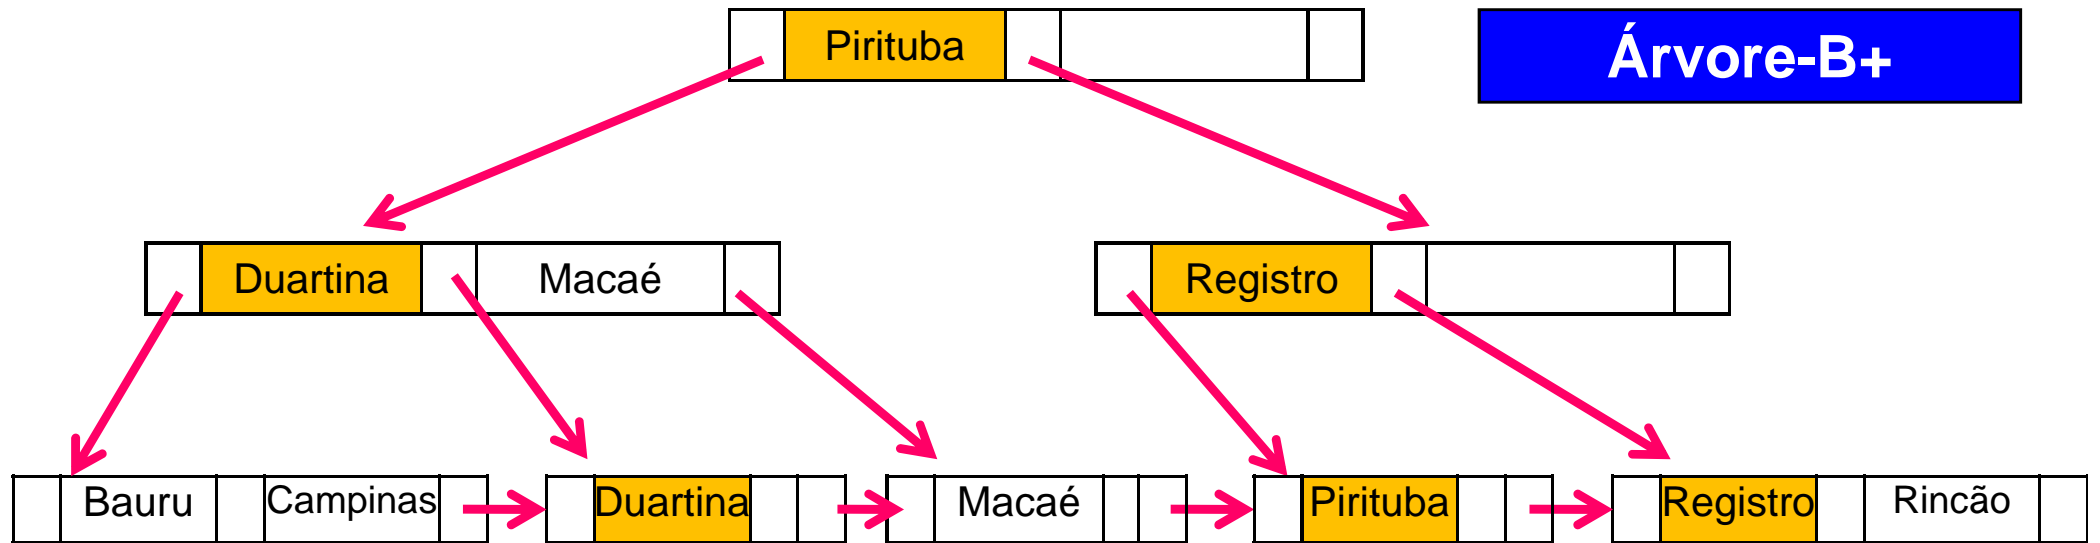 Pirituba
Árvore-B+
Duartina Macaé
Registro
Bauru Campinas Duartina Macaé Pirituba Registro Rincão